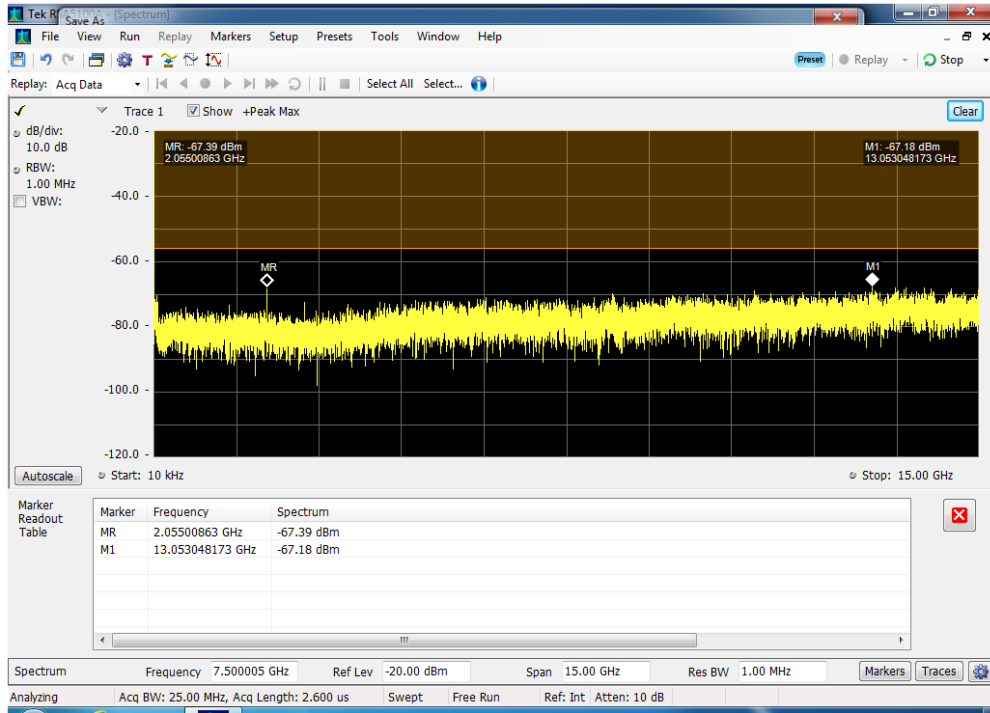 Tek R 5100A - [Spectrum]
Save As
File View Run Replay Markers Setup Presets Tools Window Help
Preset Replay Stop
Replay: Acq Data Select All Select...
Trace 1 Show +Peak Max Clear
dB/div:
10.0 dB
RBW:
1.00 MHz
VBW:
-20.0
-40.0
-60.0
-80.0
-100.0
-120.0
MR: -67.39 dBm
2.05500863 GHz
M1: -67.18 dBm
13.053048173 GHz
MR
M1
Autoscale Start: 10 kHz Stop: 15.00 GHz
Marker
Readout
Table
Marker Frequency Spectrum
MR 2.05500863 GHz -67.39 dBm
M1 13.053048173 GHz -67.18 dBm
Spectrum Frequency 7.500005 GHz Ref Lev -20.00 dBm Span 15.00 GHz Res BW 1.00 MHz Markers Traces
Analyzing Acq BW: 25.00 MHz, Acq Length: 2.600 us Swept Free Run Ref: Int Atten: 10 dB